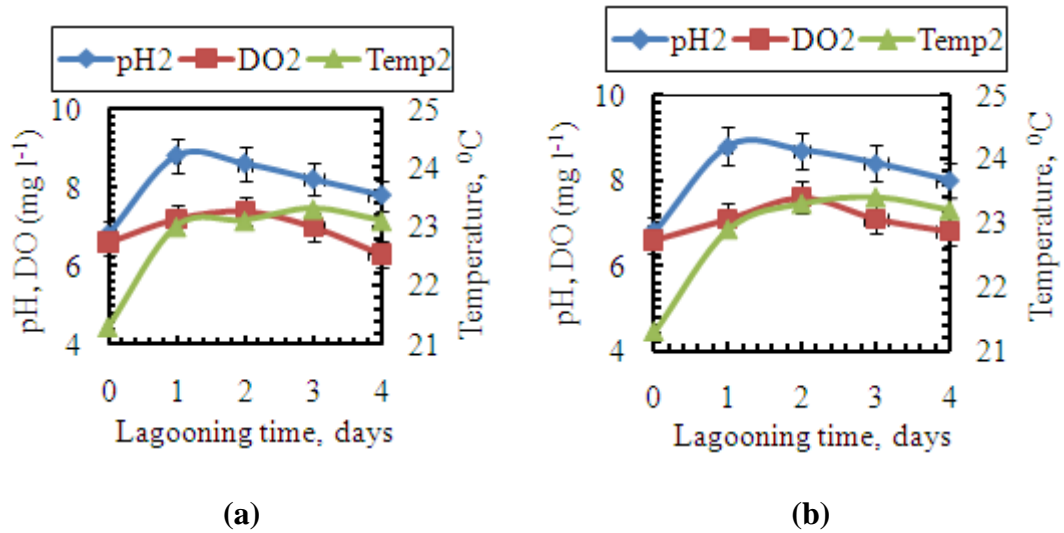 pH2 DO2 Temp2
10
8
6
4
pH, DO (mg l⁻¹)
25
24
23
22
21
Temperature, ⁰C
0 1 2 3 4
Lagooning time, days
(a)
pH2 DO2 Temp2
10
8
6
4
pH, DO (mg l⁻¹)
25
24
23
22
21
Temperature, ⁰C
0 1 2 3 4
Lagooning time, days
(b)